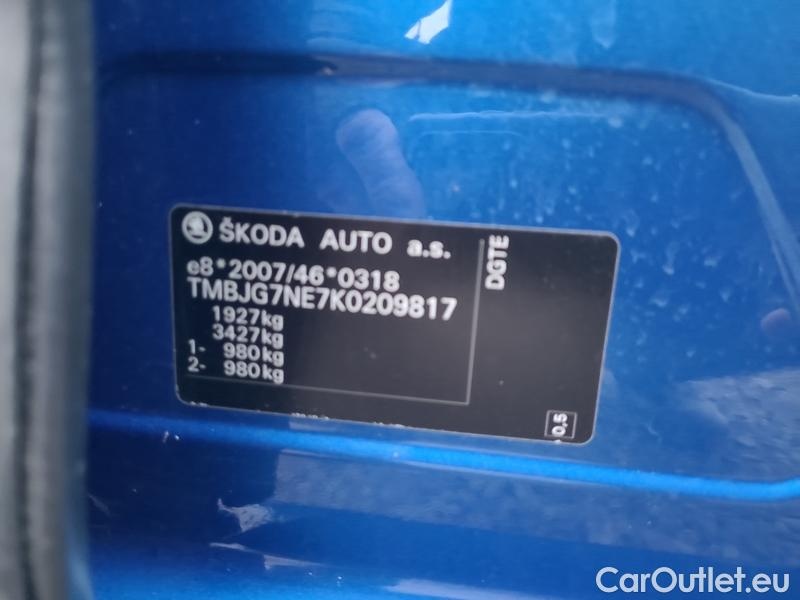 ŠKODA AUTO a.s.
e8*2007/46*0318
TMBJG7NE7K0209817
1927kg
3427kg
1- 980kg
2- 980kg
DGTE
0,5
CarOutlet.eu